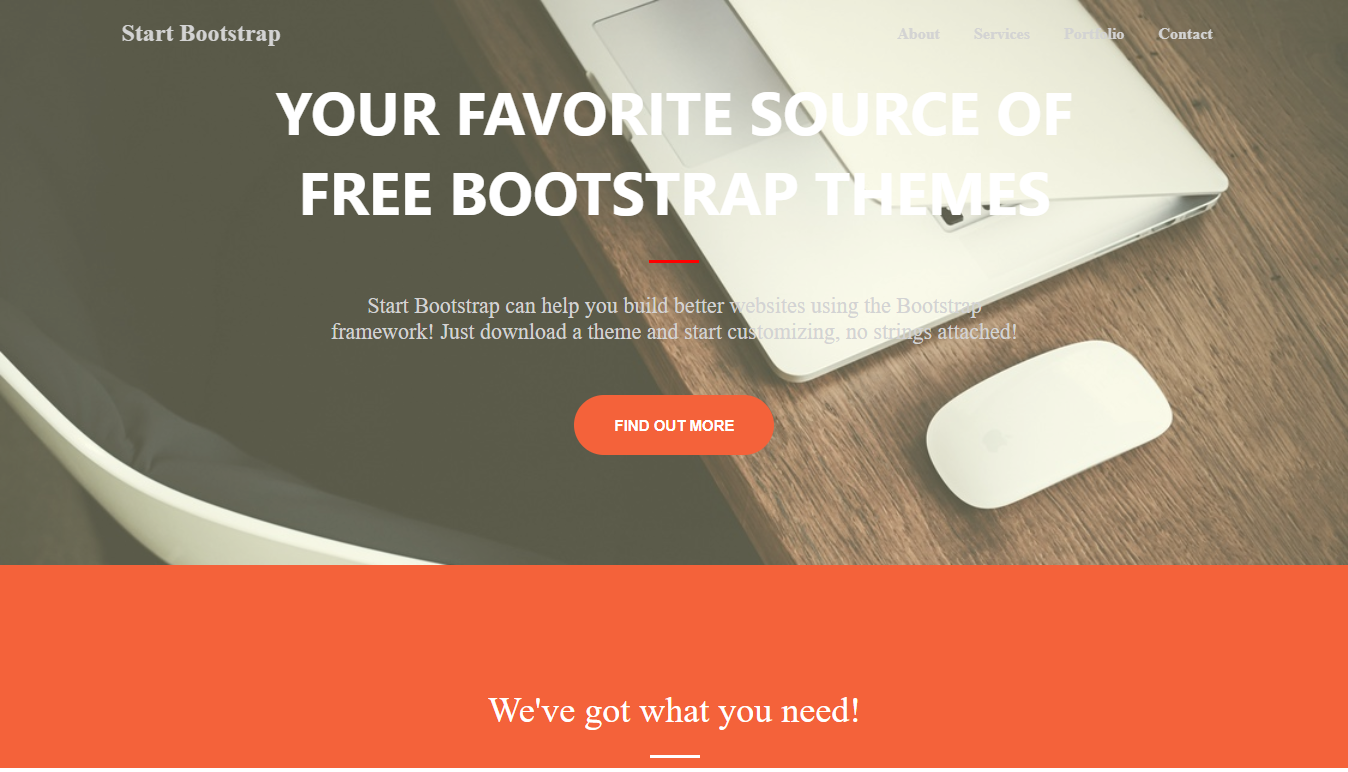 Start Bootstrap
About Services Portfolio Contact
YOUR FAVORITE SOURCE OF
FREE BOOTSTRAP THEMES
Start Bootstrap can help you build better websites using the Bootstrap
framework! Just download a theme and start customizing, no strings attached!
FIND OUT MORE
We've got what you need!